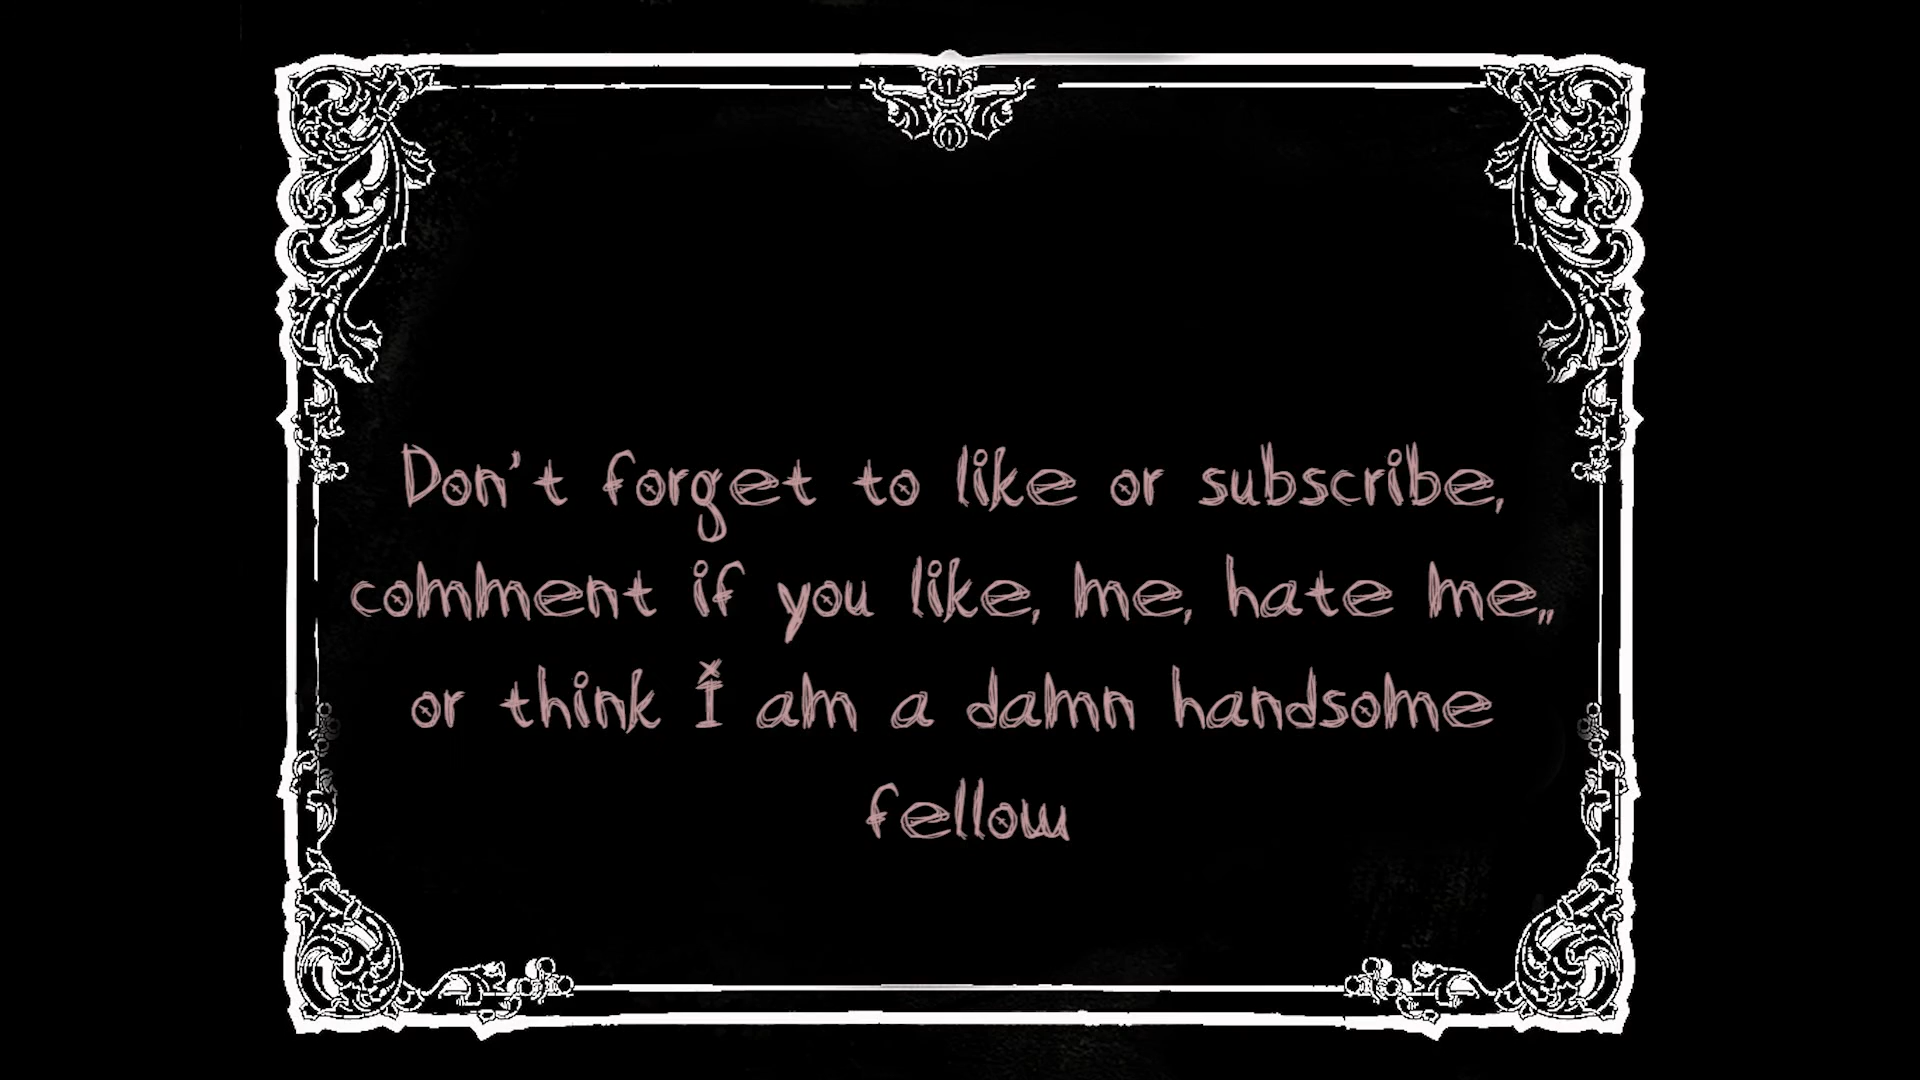 Don't forget to like or subscribe,
comment if you like, me, hate me,,
or think I am a damn handsome
fellow